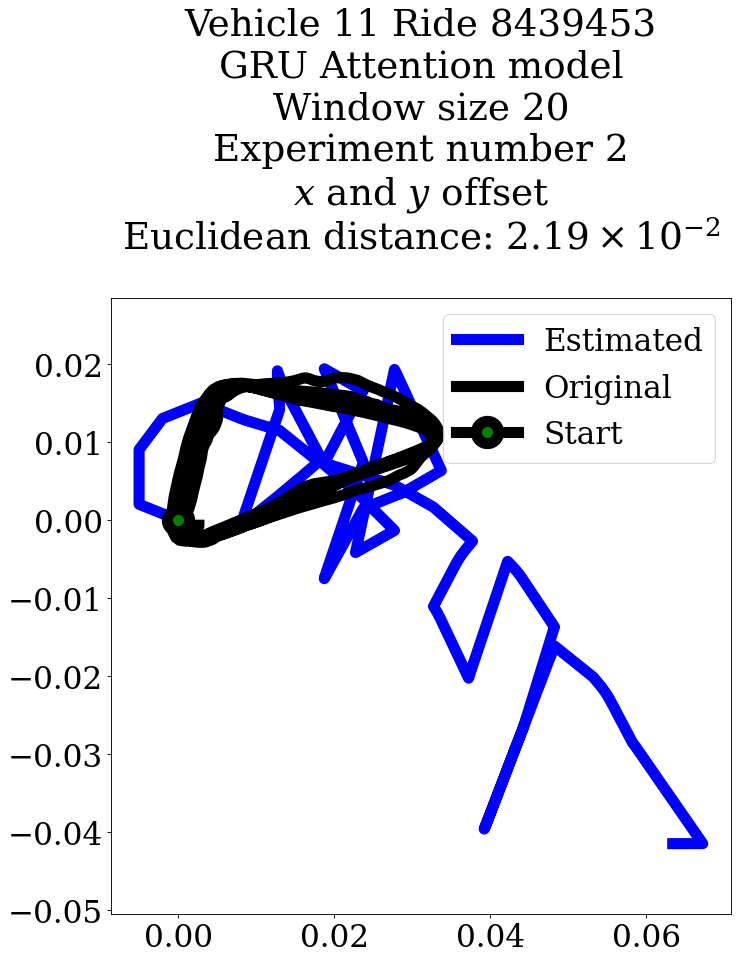 Vehicle 11 Ride 8439453
GRU Attention model
Window size 20
Experiment number 2
x and y offset
Euclidean distance: 2.19 × 10⁻²
Estimated
Original
Start
0.02
0.01
0.00
−0.01
−0.02
−0.03
−0.04
−0.05
0.00 0.02 0.04 0.06